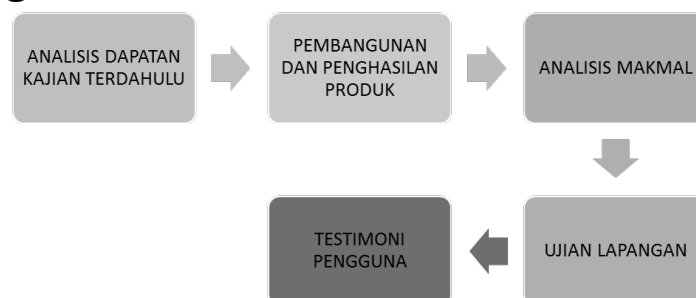 ANALISIS DAPATAN
KAJIAN TERDAHULU
PEMBANGUNAN
DAN PENGHASILAN
PRODUK
ANALISIS MAKMAL
UJIAN LAPANGAN
TESTIMONI
PENGGUNA